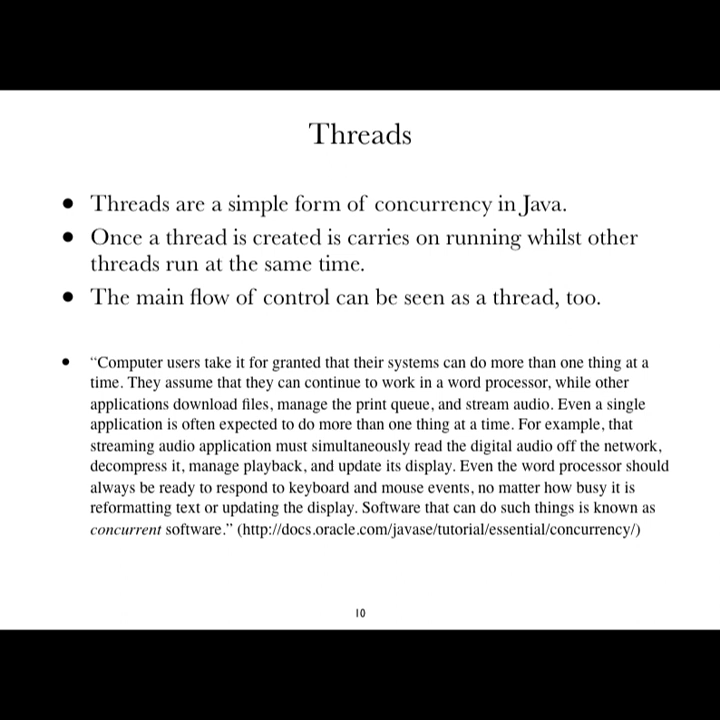 Threads
• Threads are a simple form of concurrency in Java.
• Once a thread is created is carries on running whilst other
threads run at the same time.
• The main flow of control can be seen as a thread, too.
• “Computer users take it for granted that their systems can do more than one thing at a
time. They assume that they can continue to work in a word processor, while other
applications download files, manage the print queue, and stream audio. Even a single
application is often expected to do more than one thing at a time. For example, that
streaming audio application must simultaneously read the digital audio off the network,
decompress it, manage playback, and update its display. Even the word processor should
always be ready to respond to keyboard and mouse events, no matter how busy it is
reformatting text or updating the display. Software that can do such things is known as
concurrent software.” (http://docs.oracle.com/javase/tutorial/essential/concurrency/)
10